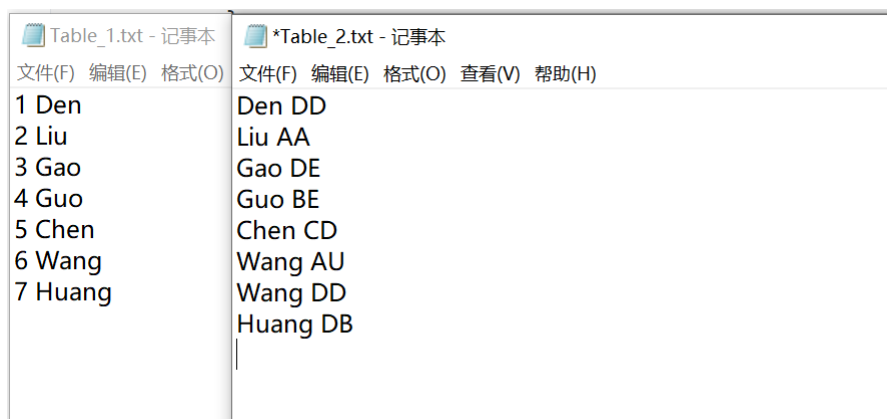 Table_1.txt - 记事本
文件(F) 编辑(E) 格式(O)
1 Den
2 Liu
3 Gao
4 Guo
5 Chen
6 Wang
7 Huang
*Table_2.txt - 记事本
文件(F) 编辑(E) 格式(O) 查看(V) 帮助(H)
Den DD
Liu AA
Gao DE
Guo BE
Chen CD
Wang AU
Wang DD
Huang DB